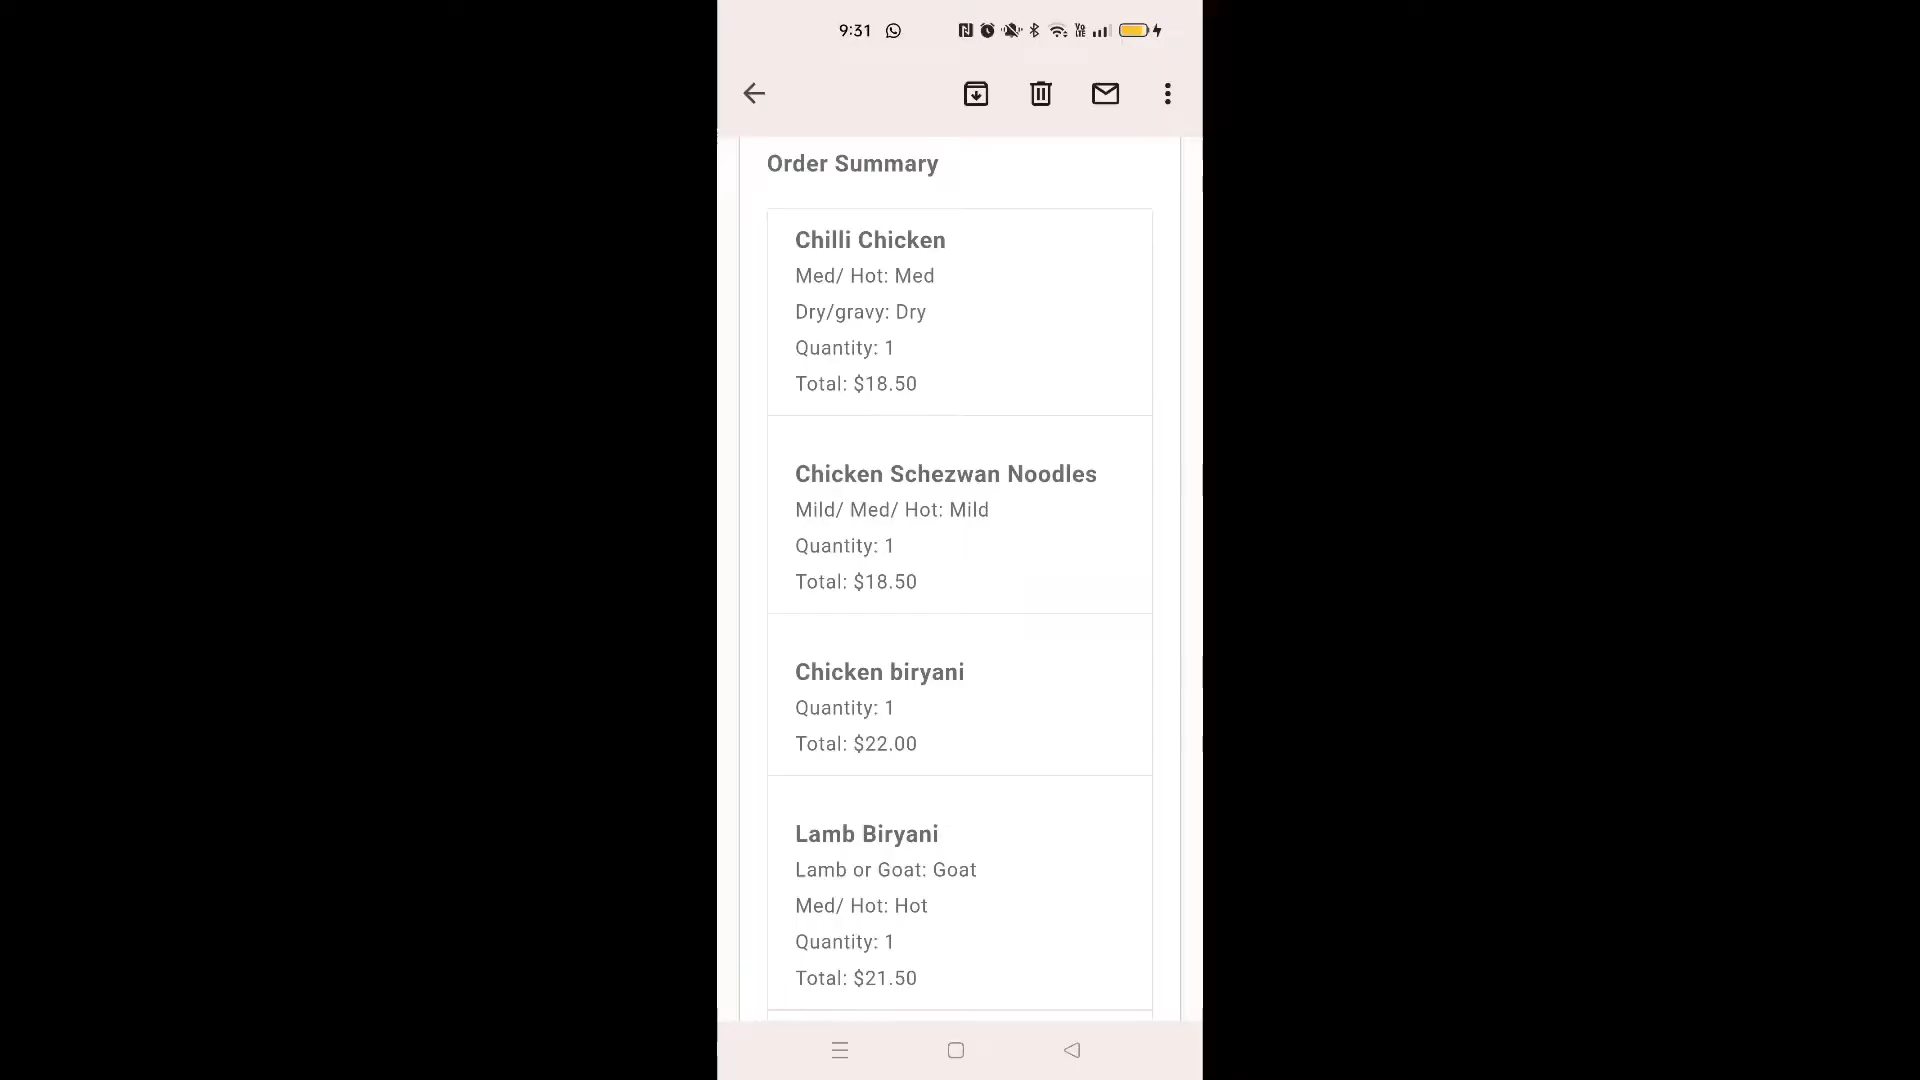 9:31
Order Summary
Chilli Chicken
Med/ Hot: Med
Dry/gravy: Dry
Quantity: 1
Total: $18.50
Chicken Schezwan Noodles
Mild/ Med/ Hot: Mild
Quantity: 1
Total: $18.50
Chicken biryani
Quantity: 1
Total: $22.00
Lamb Biryani
Lamb or Goat: Goat
Med/ Hot: Hot
Quantity: 1
Total: $21.50